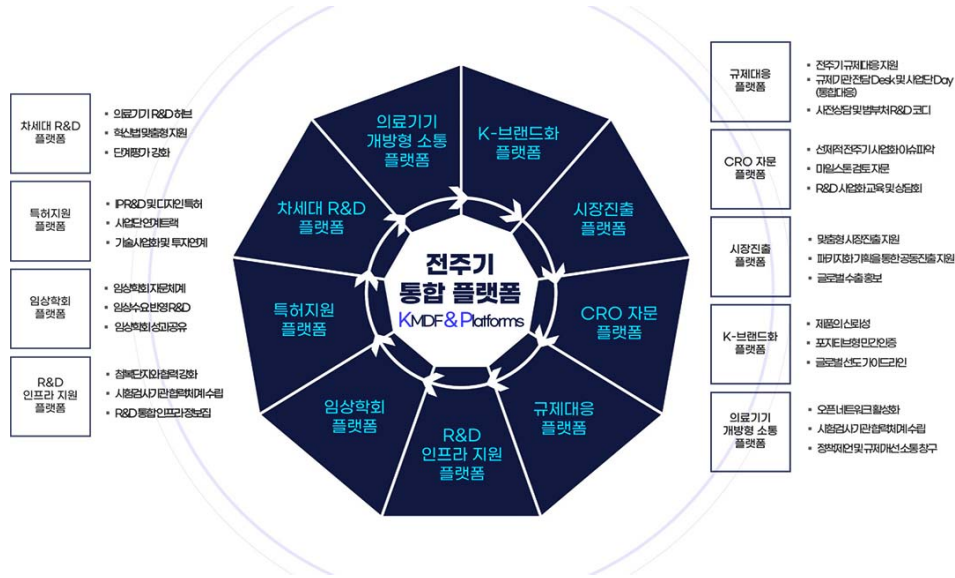 차세대 R&D
플랫폼
▪ 의료기기 R&D 허브
▪ 혁신법 맞춤형 지원
▪ 단계평가 강화
특허지원
플랫폼
▪ IP R&D 및 디자인 특허
▪ 사업단 연계트랙
▪ 기술사업화 및 투자연계
임상학회
플랫폼
▪ 임상학회 자문체계
▪ 임상수요 반영 R&D
▪ 임상학회 성과공유
R&D
인프라 지원
플랫폼
▪ 첨복단지와 협력 강화
▪ 시험검사기관 협력체계 수립
▪ R&D 통합 인프라 정보집
의료기기
개방형 소통
플랫폼
K-브랜드화
플랫폼
차세대 R&D
플랫폼
시장진출
플랫폼
특허지원
플랫폼
CRO 자문
플랫폼
임상학회
플랫폼
규제대응
플랫폼
R&D
인프라 지원
플랫폼
전주기
통합 플랫폼
KMDF & Platforms
규제대응
플랫폼
▪ 전주기 규제대응 지원
▪ 규제기관 전담 Desk 및 사업단 Day
(통합대응)
▪ 사전상담 및 범부처 R&D 코디
CRO 자문
플랫폼
▪ 선제적 전주기 사업화 이슈파악
▪ 마일스톤 검토 자문
▪ R&D 사업화 교육 및 상담회
시장진출
플랫폼
▪ 맞춤형 시장진출 지원
▪ 패키지화 기획을 통한 공동진출 지원
▪ 글로벌 수출 홍보
K-브랜드화
플랫폼
▪ 제품의 신뢰성
▪ 포지티브형 민간인증
▪ 글로벌 선도 가이드라인
의료기기
개방형 소통
플랫폼
▪ 오픈 네트워크 활성화
▪ 시험검사기관 협력체계 수립
▪ 정책제언 및 규제개선 소통 창구